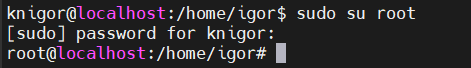 knigor@localhost:/home/igor$ sudo su root
[sudo] password for knigor:
root@localhost:/home/igor#